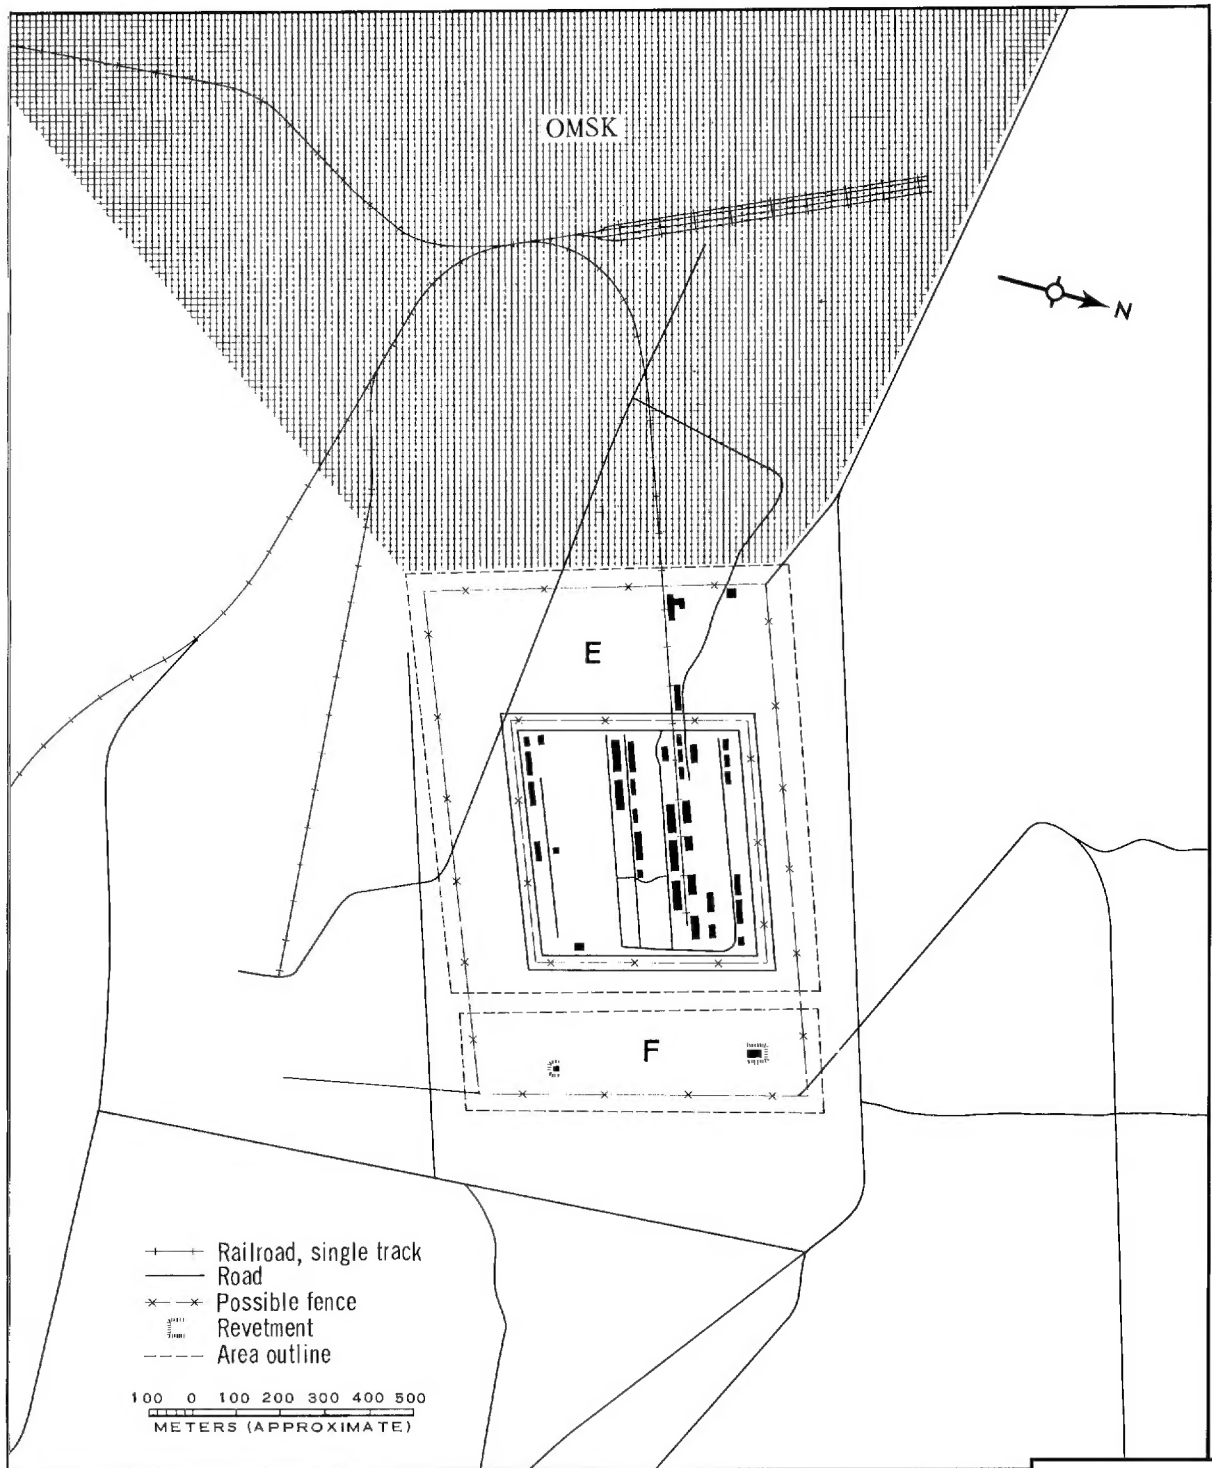 OMSK
N
E
F
Railroad, single track
Road
Possible fence
Revetment
Area outline
100 0 100 200 300 400 500
METERS (APPROXIMATE)